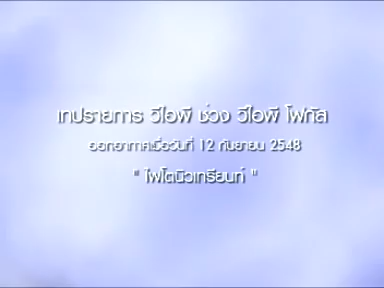 เทปรายการ วีไอพี ช่วง วีไอพี โฟกัส
ออกอากาศเมื่อวันที่ 12 กันยายน 2548
" ไฟโตนิวเทรียนท์ "